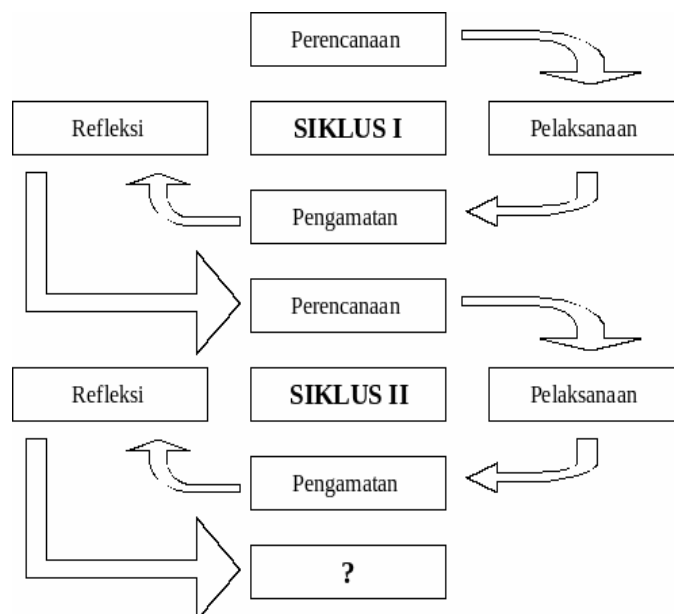 Perencanaan
Refleksi
SIKLUS I
Pelaksanaan
Pengamatan
Perencanaan
Refleksi
SIKLUS II
Pelaksanaan
Pengamatan
?